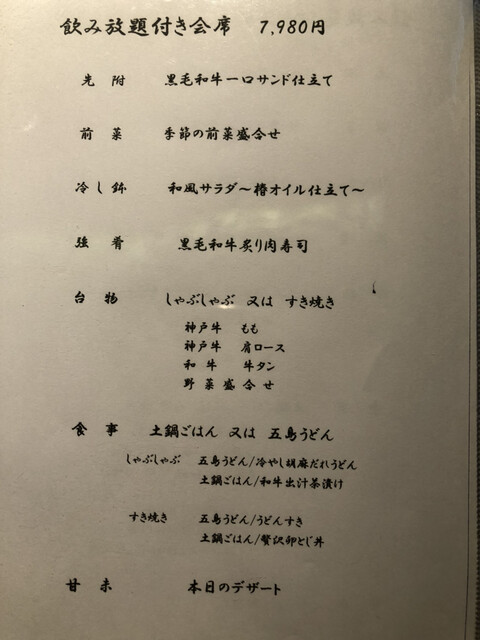 飲み放題付き会席 7,980円
先附 黒毛和牛一口サンド仕立て
前菜 季節の前菜盛合せ
冷し鉢 和風サラダ～椿オイル仕立て～
強肴 黒毛和牛炙り肉寿司
台物 しゃぶしゃぶ 又は すき焼き
神戸牛 もも
神戸牛 肩ロース
和牛 牛タン
野菜盛合せ
食事 土鍋ごはん 又は 五島うどん
しゃぶしゃぶ 五島うどん/冷やし胡麻だれうどん
土鍋ごはん/和牛出汁茶漬け
すき焼き 五島うどん/うどんすき
土鍋ごはん/贅沢卵とじ丼
甘未 本日のデザート